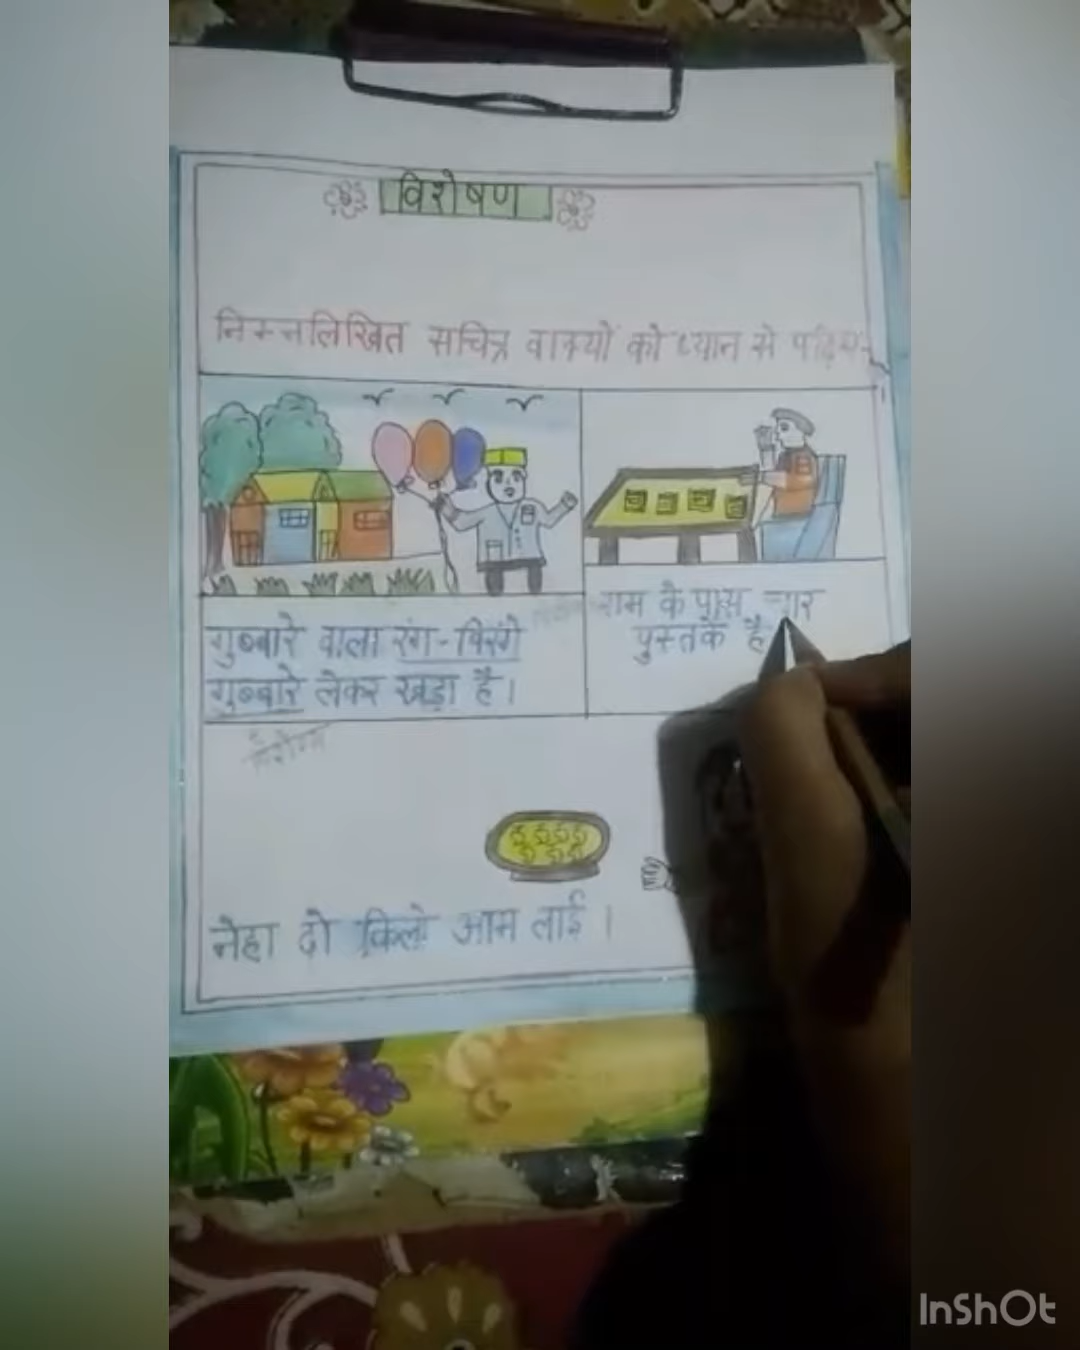 विशेषण
निम्नलिखित सचित्र वाक्यों को ध्यान से पढ़िए-
गुब्बारे वाला रंग-बिरंगे
गुब्बारे लेकर खड़ा है।
राम के पास चार
पुस्तकें है
नेहा दो किलो आम लाई।
InShOt